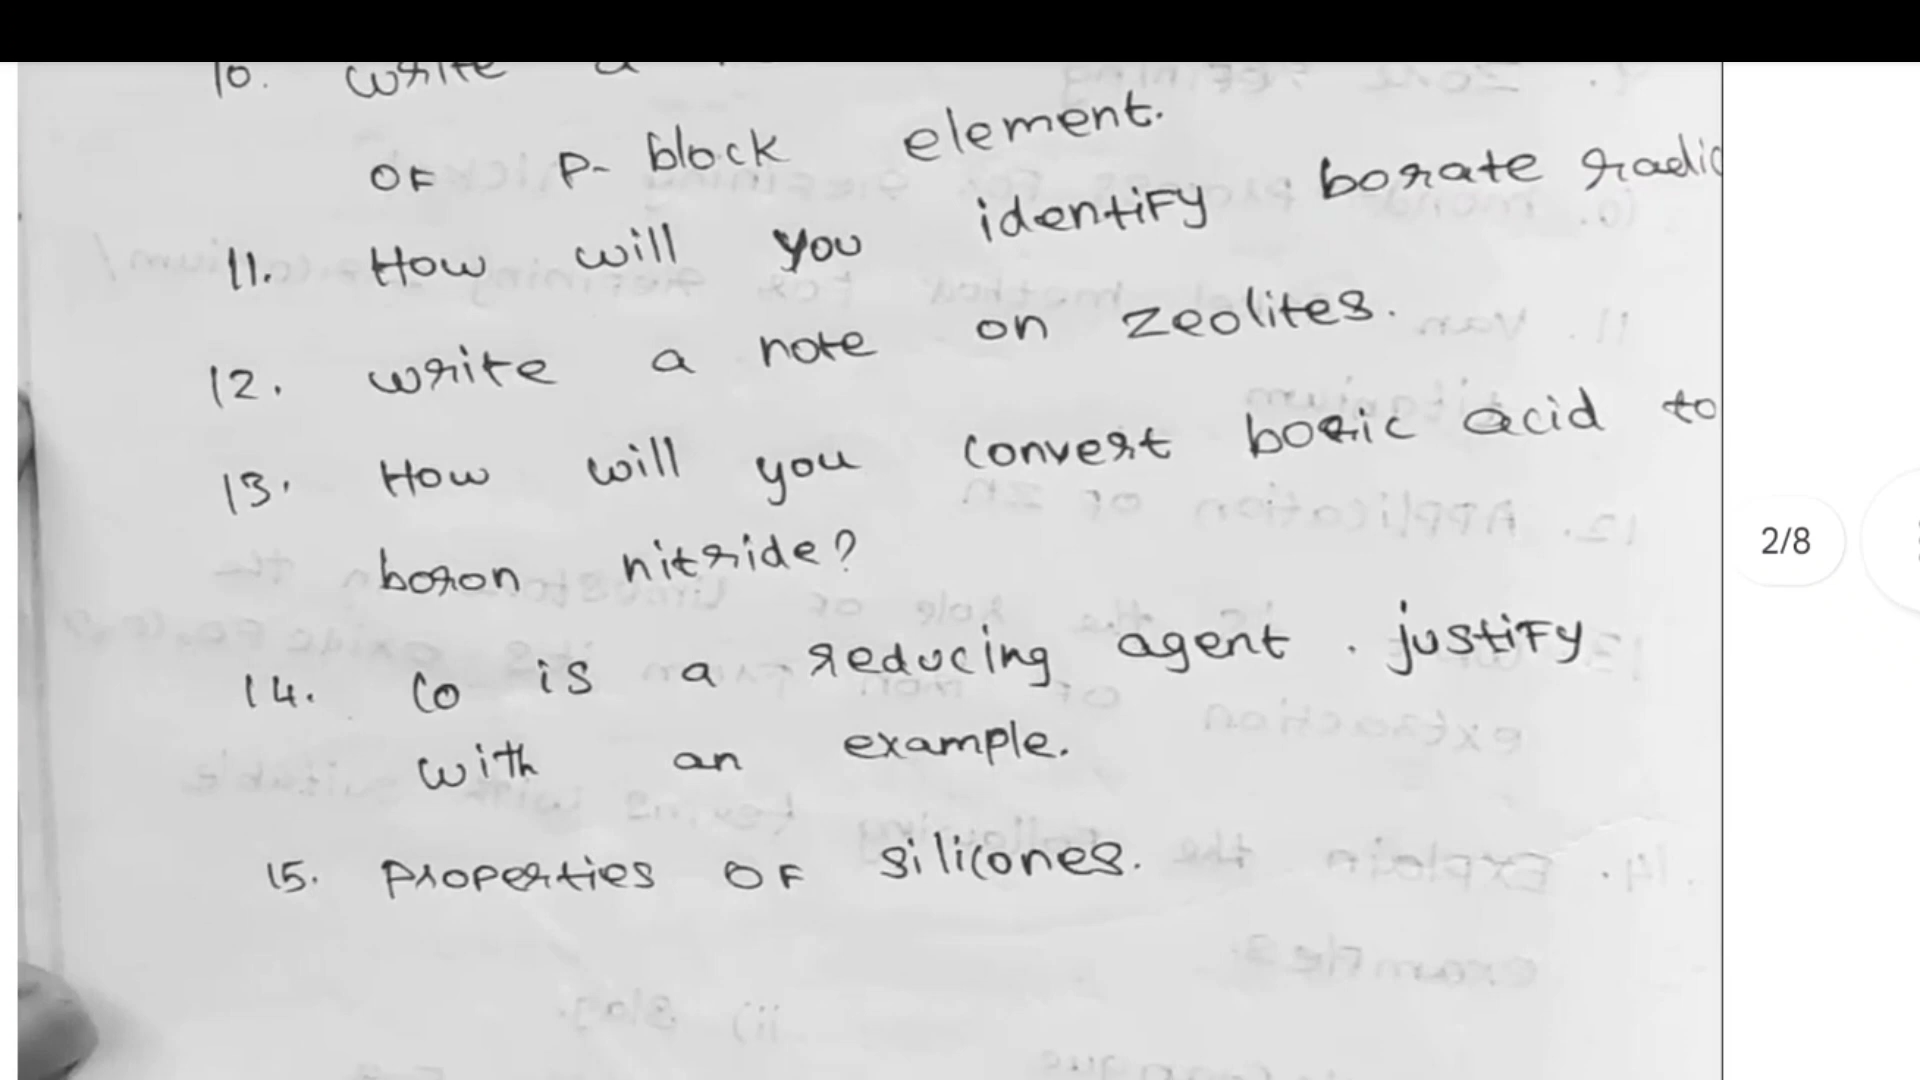 10. write a
of p- block element.
11. How will you identify borate radic
12. write a note on zeolites.
13. How will you convert boric acid to
boron nitride?
14. Co is a reducing agent. justify
with an example.
15. properties of silicones.
2/8